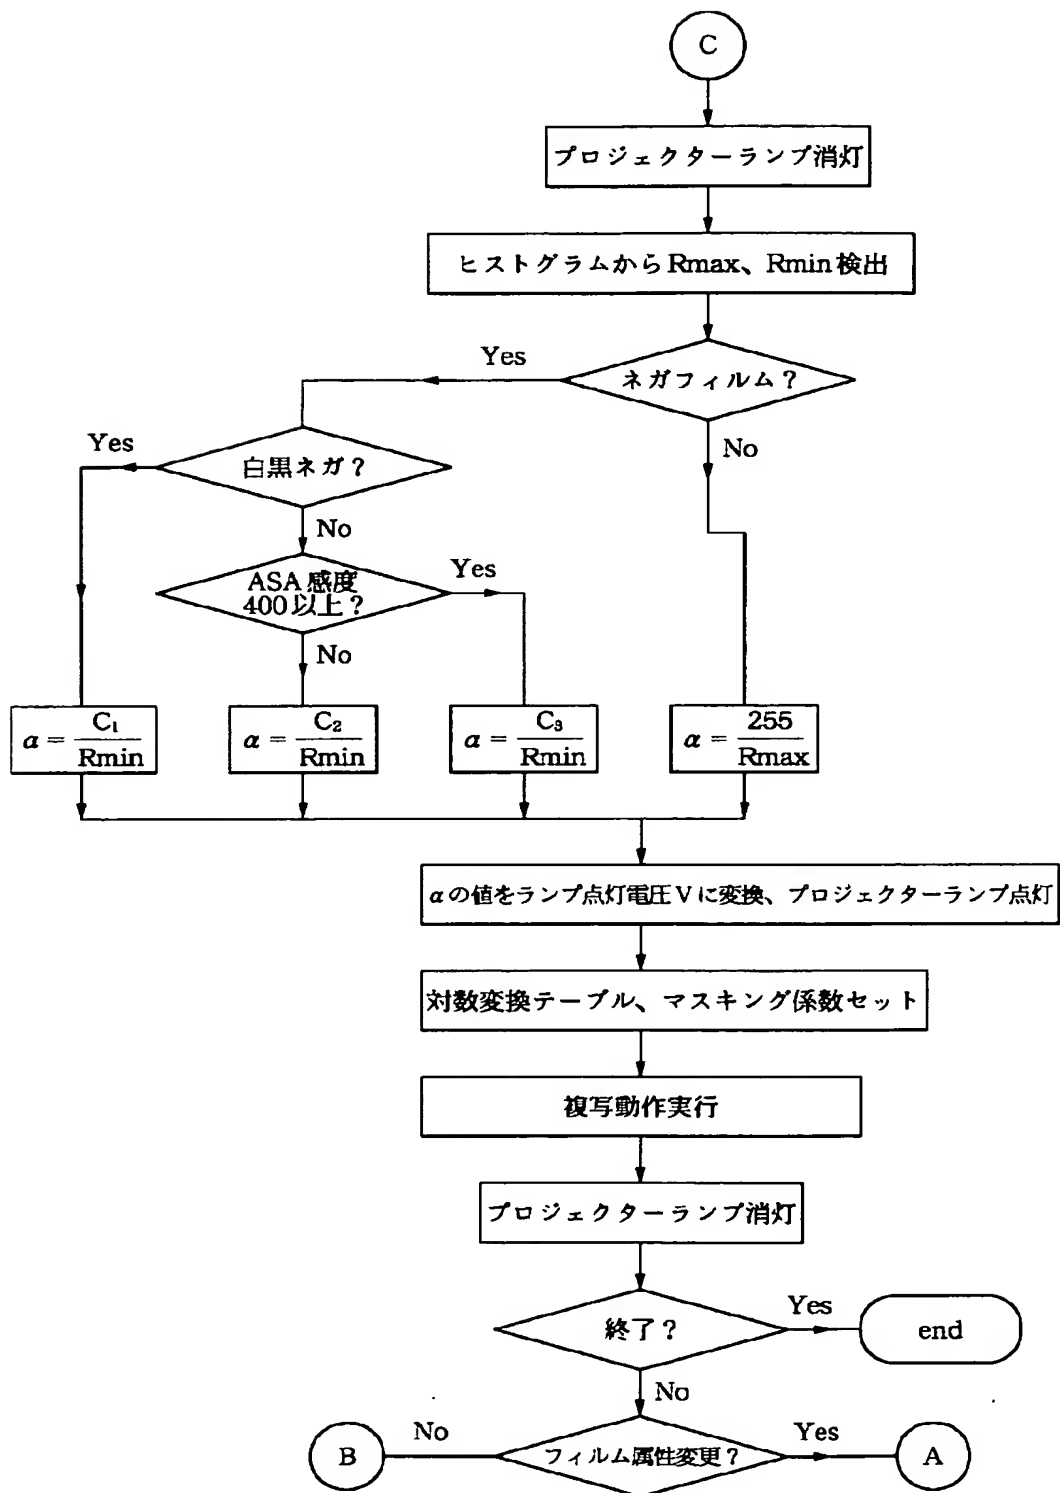 C
プロジェクターランプ消灯
ヒストグラムからRmax、Rmin検出
ネガフィルム?
Yes
No
白黒ネガ?
Yes
No
ASA感度
400以上?
Yes
No
α = C₁/Rmin
α = C₂/Rmin
α = C₃/Rmin
α = 255/Rmax
αの値をランプ点灯電圧Vに変換、プロジェクターランプ点灯
対数変換テーブル、マスキング係数セット
複写動作実行
プロジェクターランプ消灯
終了?
Yes
end
No
フィルム属性変更?
No
B
Yes
A